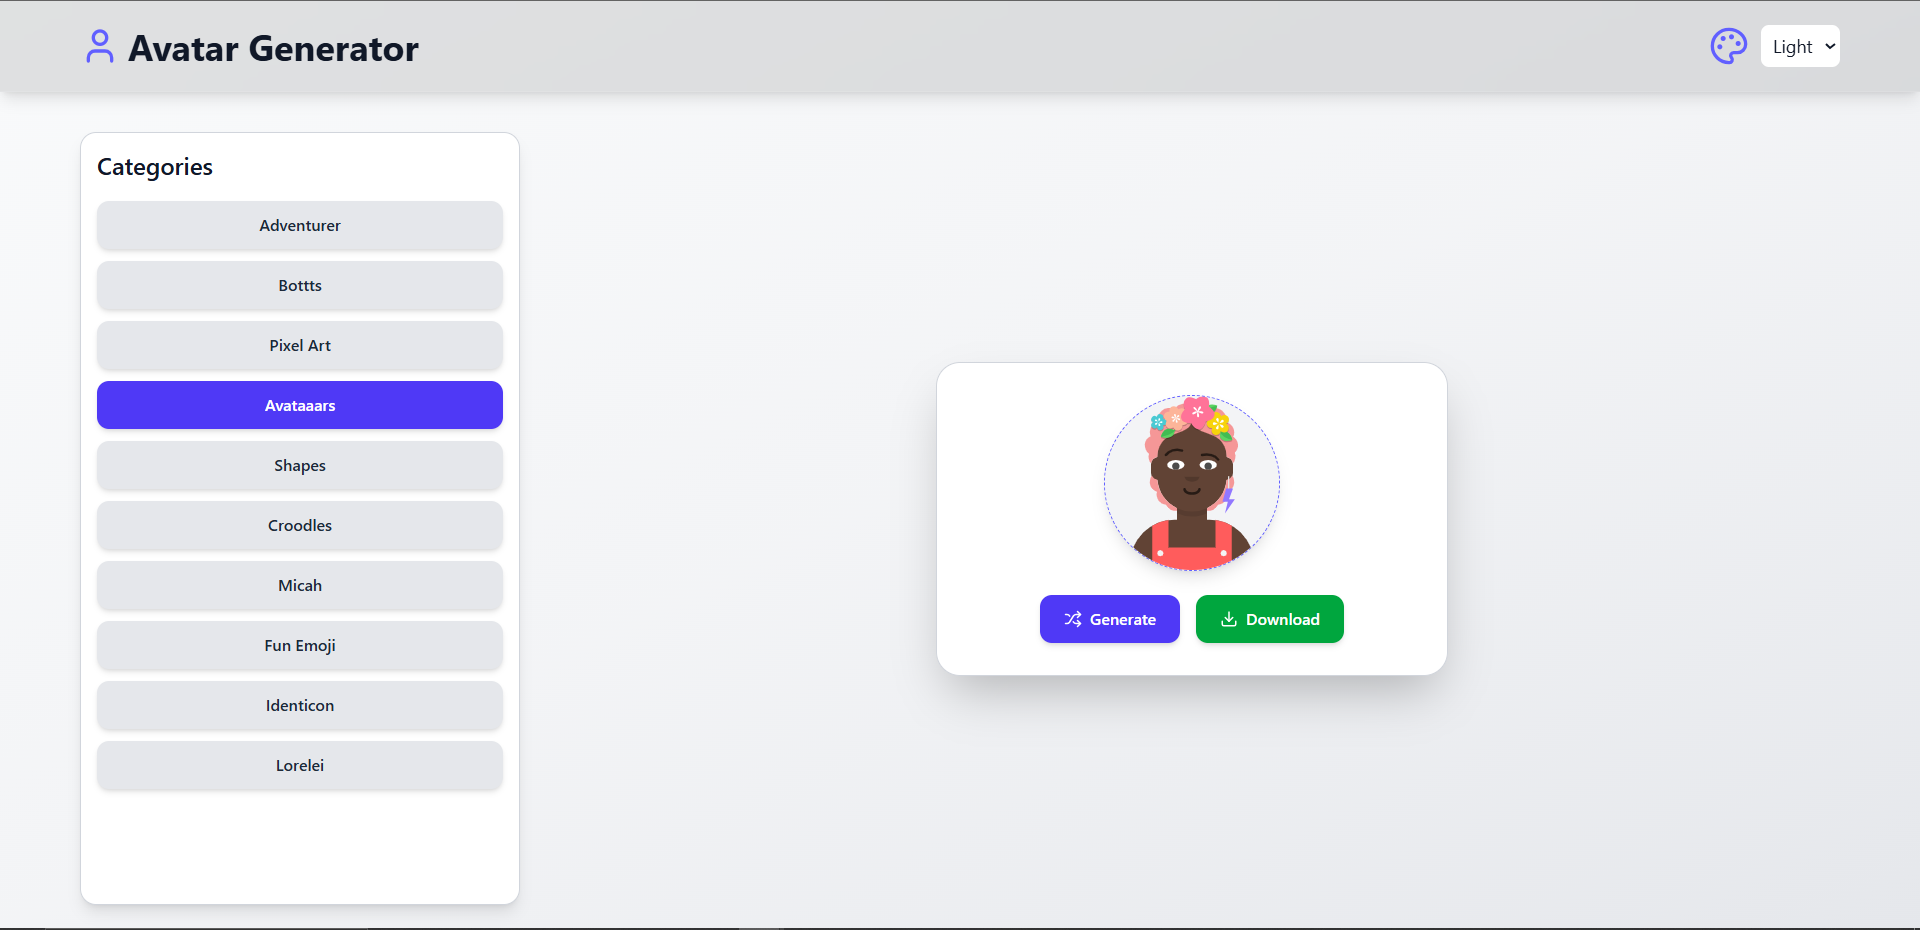 Avatar Generator
Light
Categories
Adventurer
Bottts
Pixel Art
Avataaars
Shapes
Croodles
Micah
Fun Emoji
Identicon
Lorelei
Generate
Download